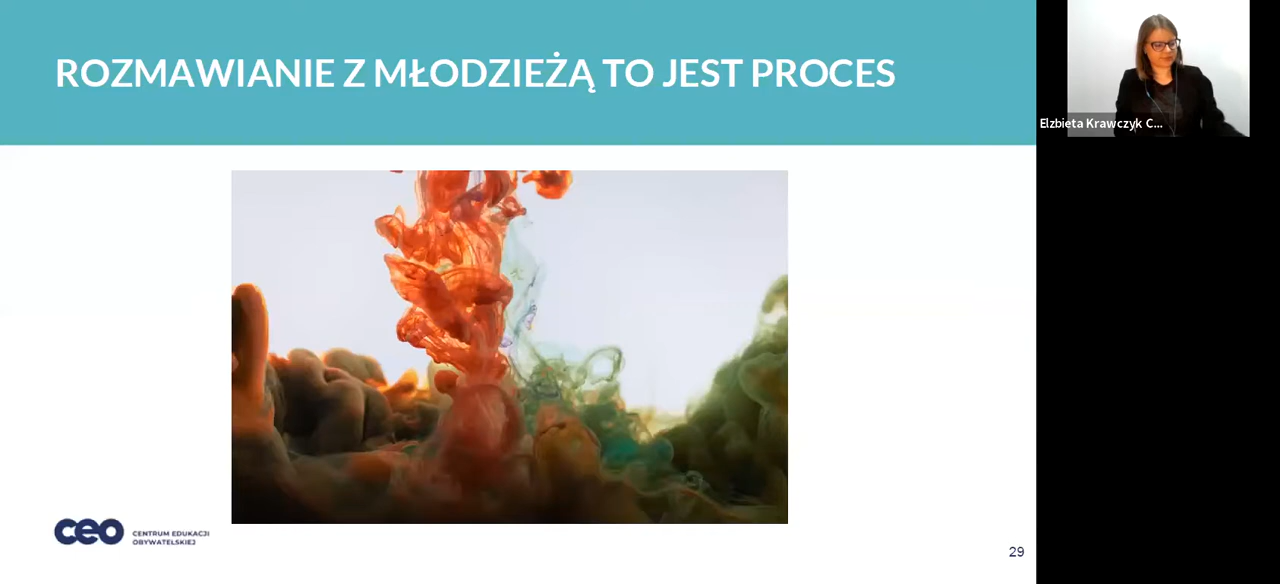 ROZMAWIANIE Z MŁODZIEŻĄ TO JEST PROCES
Elzbieta Krawczyk C...
ceo CENTRUM EDUKACJI
OBYWATELSKIEJ
29